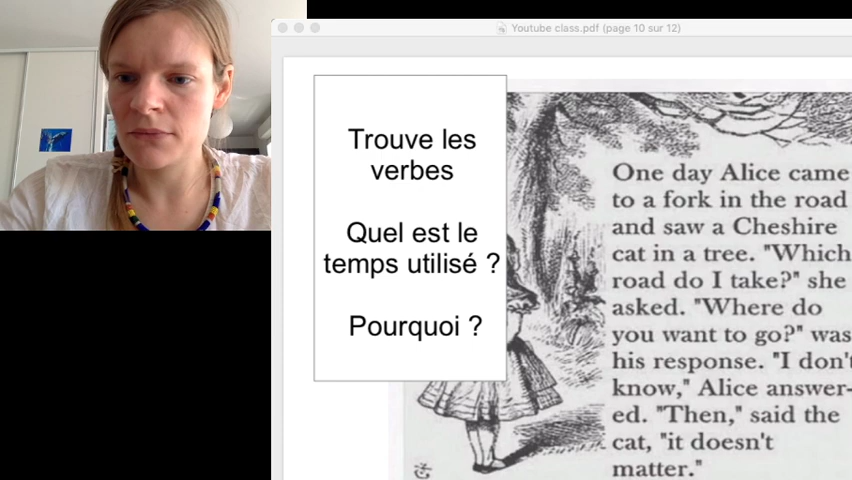 Youtube class.pdf (page 10 sur 12)
Trouve les
verbes
Quel est le
temps utilisé ?
Pourquoi ?
One day Alice came
to a fork in the road
and saw a Cheshire
cat in a tree. "Which
road do I take?" she
asked. "Where do
you want to go?" was
his response. "I don't
know," Alice answer-
ed. "Then," said the
cat, "it doesn't
matter."